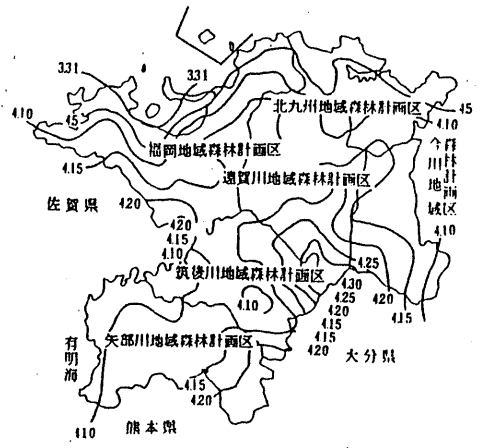 3.31
3.31
4.10
4.5
4.5
4.10
北九州地域森林計画区
福岡地域森林計画区
遠賀川地域森林計画区
今川地域
森林計画区
4.15
4.20
佐賀県
4.20
4.15
4.10
4.10
筑後川地域森林計画区
4.25
4.30
4.25
4.20
4.15
4.15
4.20
4.20
4.15
4.10
大分県
有明海
矢部川地域森林計画区
4.15
4.20
4.10
熊本県